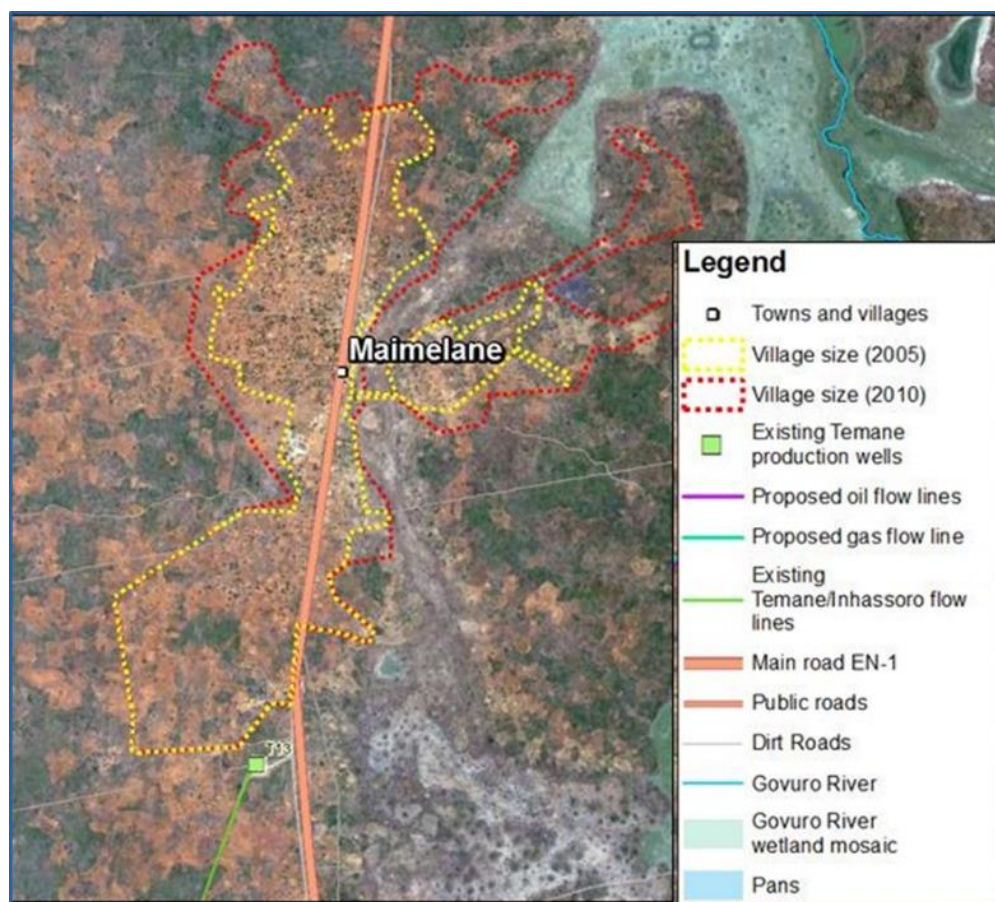 Maimelane
T13
Legend
Towns and villages
Village size (2005)
Village size (2010)
Existing Temane
production wells
Proposed oil flow lines
Proposed gas flow line
Existing
Temane/Inhassoro flow
lines
Main road EN-1
Public roads
Dirt Roads
Govuro River
Govuro River
wetland mosaic
Pans